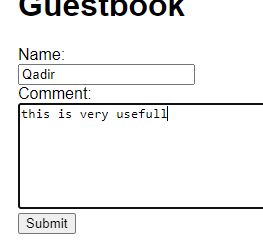 Guestbook
Name:
Qadir
Comment:
this is very usefull
Submit